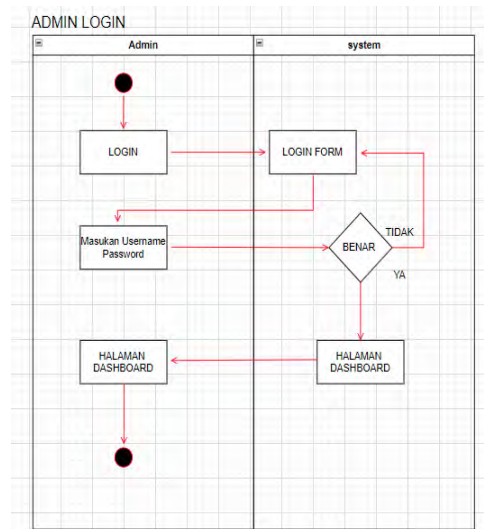 ADMIN LOGIN
Admin
system
LOGIN
LOGIN FORM
Masukan Username
Password
BENAR
TIDAK
YA
HALAMAN
DASHBOARD
HALAMAN
DASHBOARD